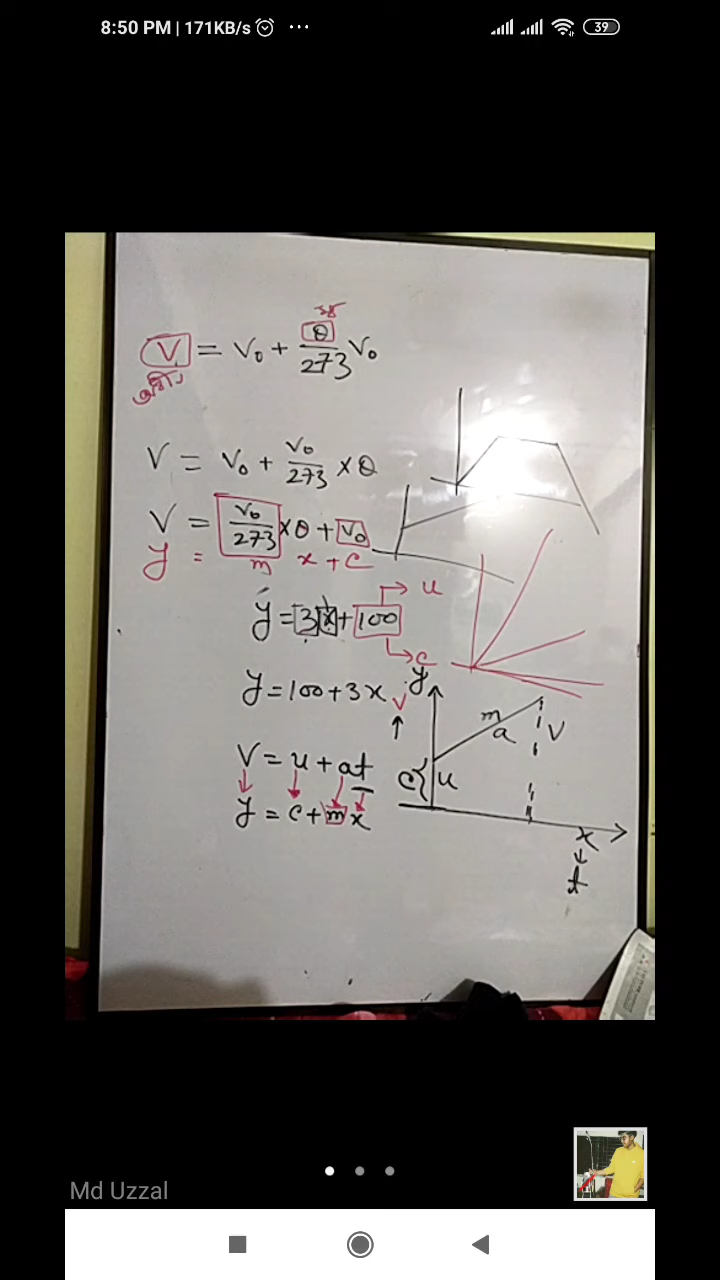 8:50 PM | 171KB/s ... 39
V = V₀ + θ/273 V₀
V = V₀ + V₀/273 × θ
V = V₀/273 × θ + V₀
y = m x + c
y = 3x + 100
u
c
y = 100 + 3x
V = u + at
y = c + mx
y
v
m
a
V
c
u
x
t
Md Uzzal